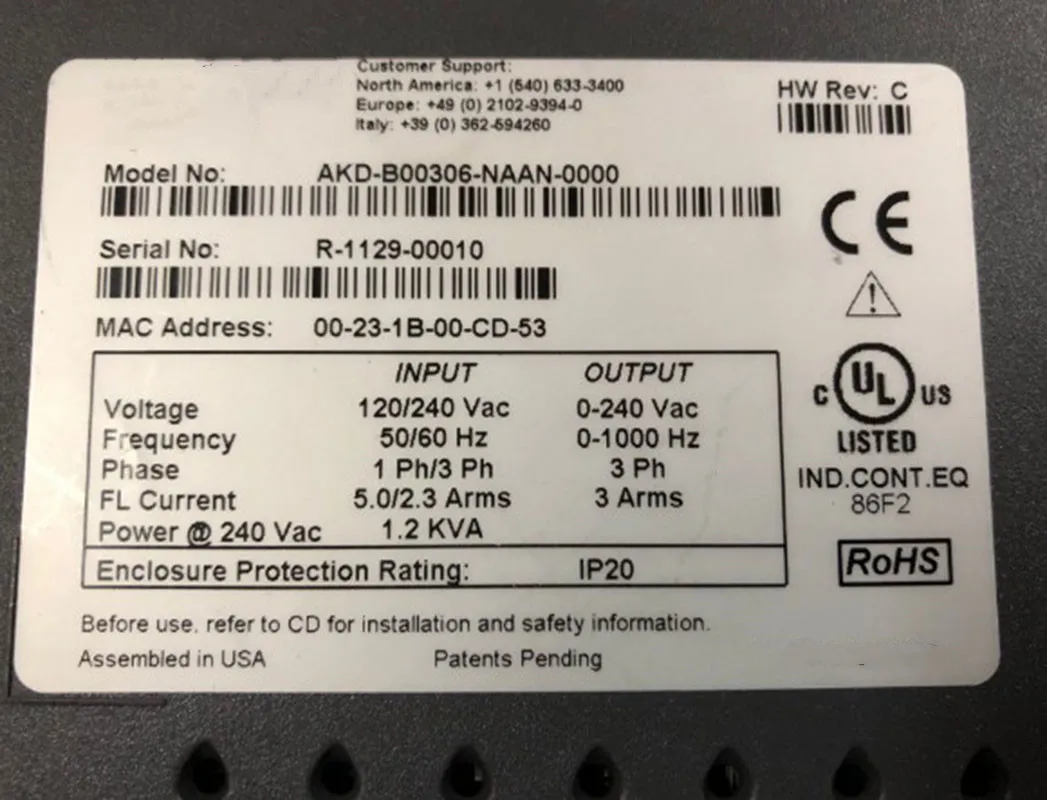 Customer Support:
North America: +1 (540) 633-3400
Europe: +49 (0) 2102-9394-0
Italy: +39 (0) 362-594260
HW Rev: C
Model No: AKD-B00306-NAAN-0000
Serial No: R-1129-00010
MAC Address: 00-23-1B-00-CD-53
INPUT OUTPUT
Voltage 120/240 Vac 0-240 Vac
Frequency 50/60 Hz 0-1000 Hz
Phase 1 Ph/3 Ph 3 Ph
FL Current 5.0/2.3 Arms 3 Arms
Power @ 240 Vac 1.2 KVA
Enclosure Protection Rating: IP20
CE
C UL US
LISTED
IND.CONT.EQ
86F2
RoHS
Before use, refer to CD for installation and safety information.
Assembled in USA Patents Pending